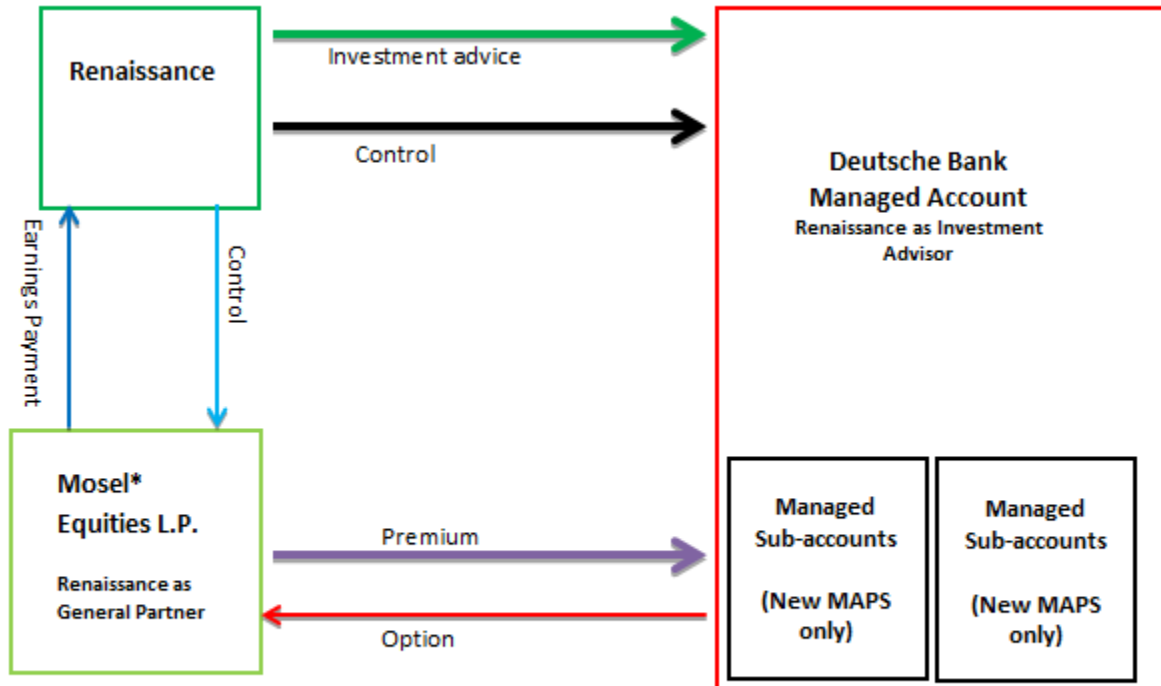 Renaissance
Investment advice
Control
Earnings Payment
Control
Deutsche Bank
Managed Account
Renaissance as Investment
Advisor
Mosel*
Equities L.P.
Renaissance as
General Partner
Premium
Option
Managed
Sub-accounts
(New MAPS
only)
Managed
Sub-accounts
(New MAPS
only)